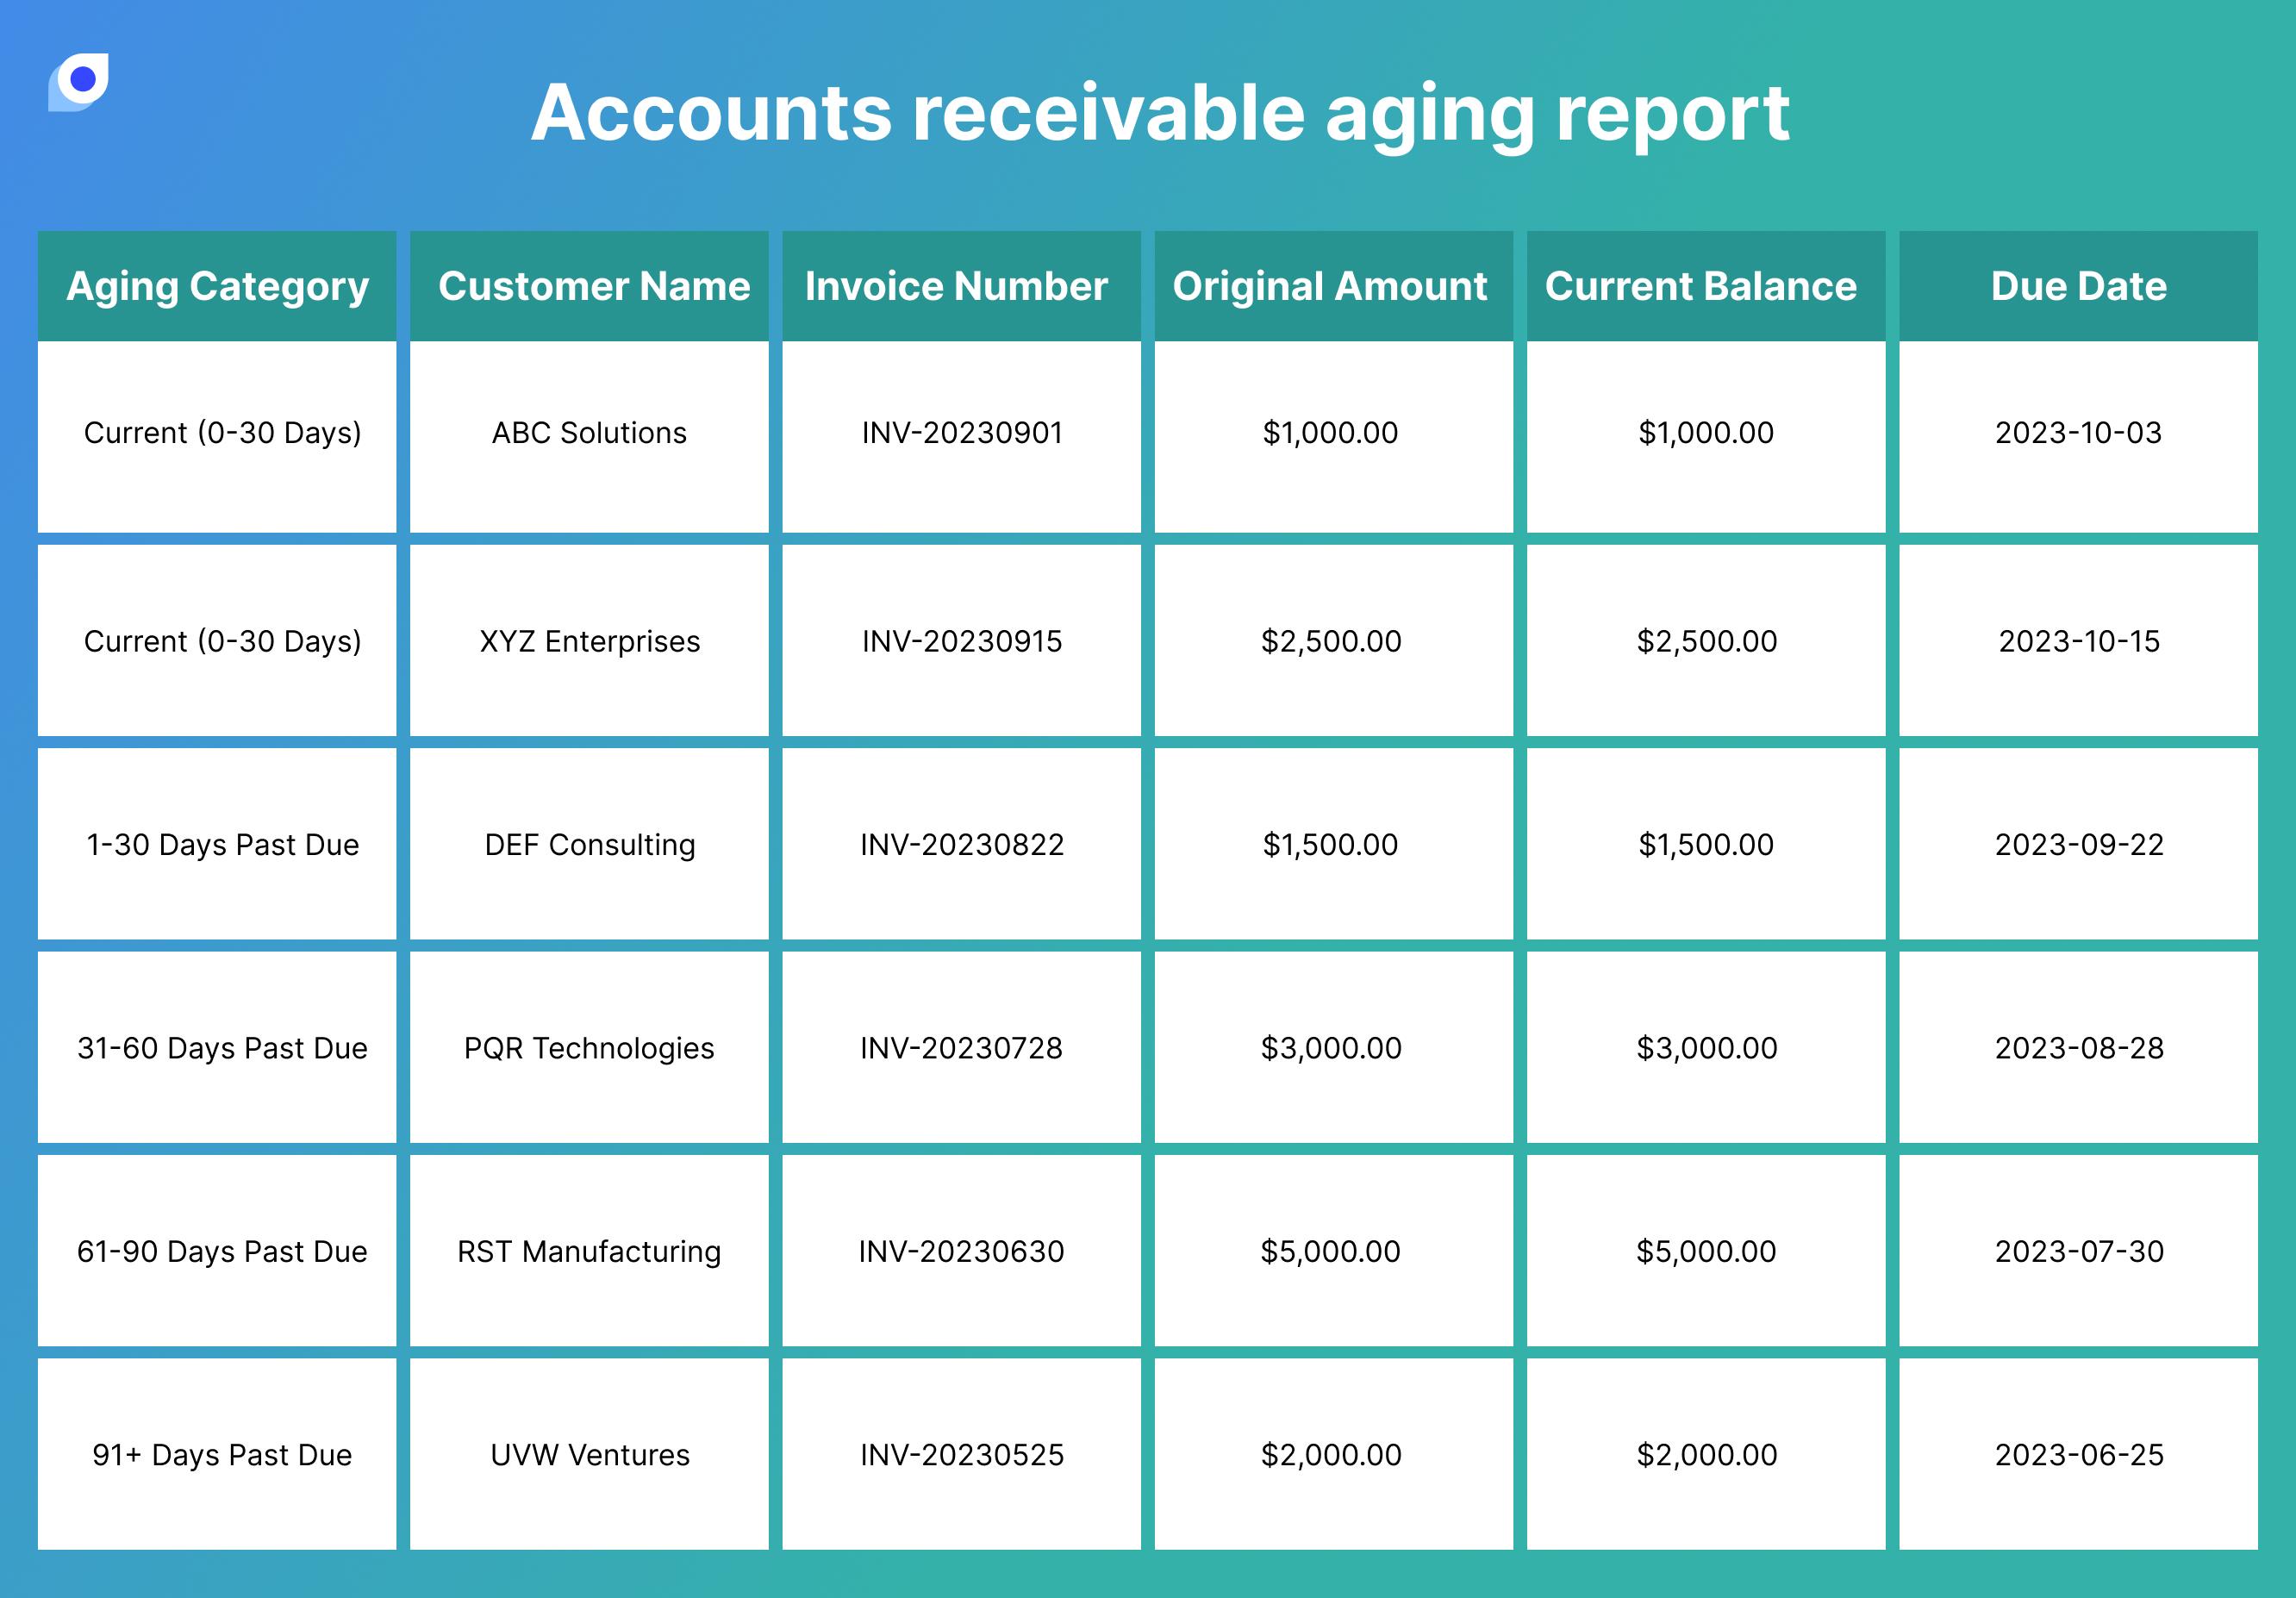 Accounts receivable aging report
Aging Category Customer Name Invoice Number Original Amount Current Balance Due Date
Current (0-30 Days) ABC Solutions INV-20230901 $1,000.00 $1,000.00 2023-10-03
Current (0-30 Days) XYZ Enterprises INV-20230915 $2,500.00 $2,500.00 2023-10-15
1-30 Days Past Due DEF Consulting INV-20230822 $1,500.00 $1,500.00 2023-09-22
31-60 Days Past Due PQR Technologies INV-20230728 $3,000.00 $3,000.00 2023-08-28
61-90 Days Past Due RST Manufacturing INV-20230630 $5,000.00 $5,000.00 2023-07-30
91+ Days Past Due UVW Ventures INV-20230525 $2,000.00 $2,000.00 2023-06-25